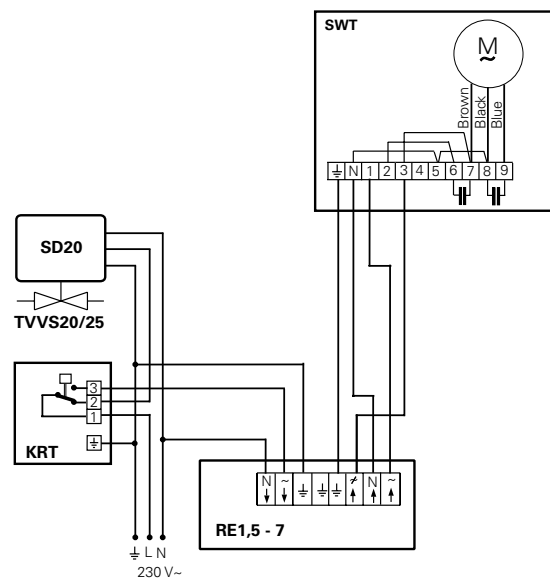 SWT
M
~
Brown
Black
Blue
N 1 2 3 4 5 6 7 8 9
SD20
TVVS20/25
3
2
1
KRT
N ~ ≁ N ~
RE1,5 - 7
L N
230 V~